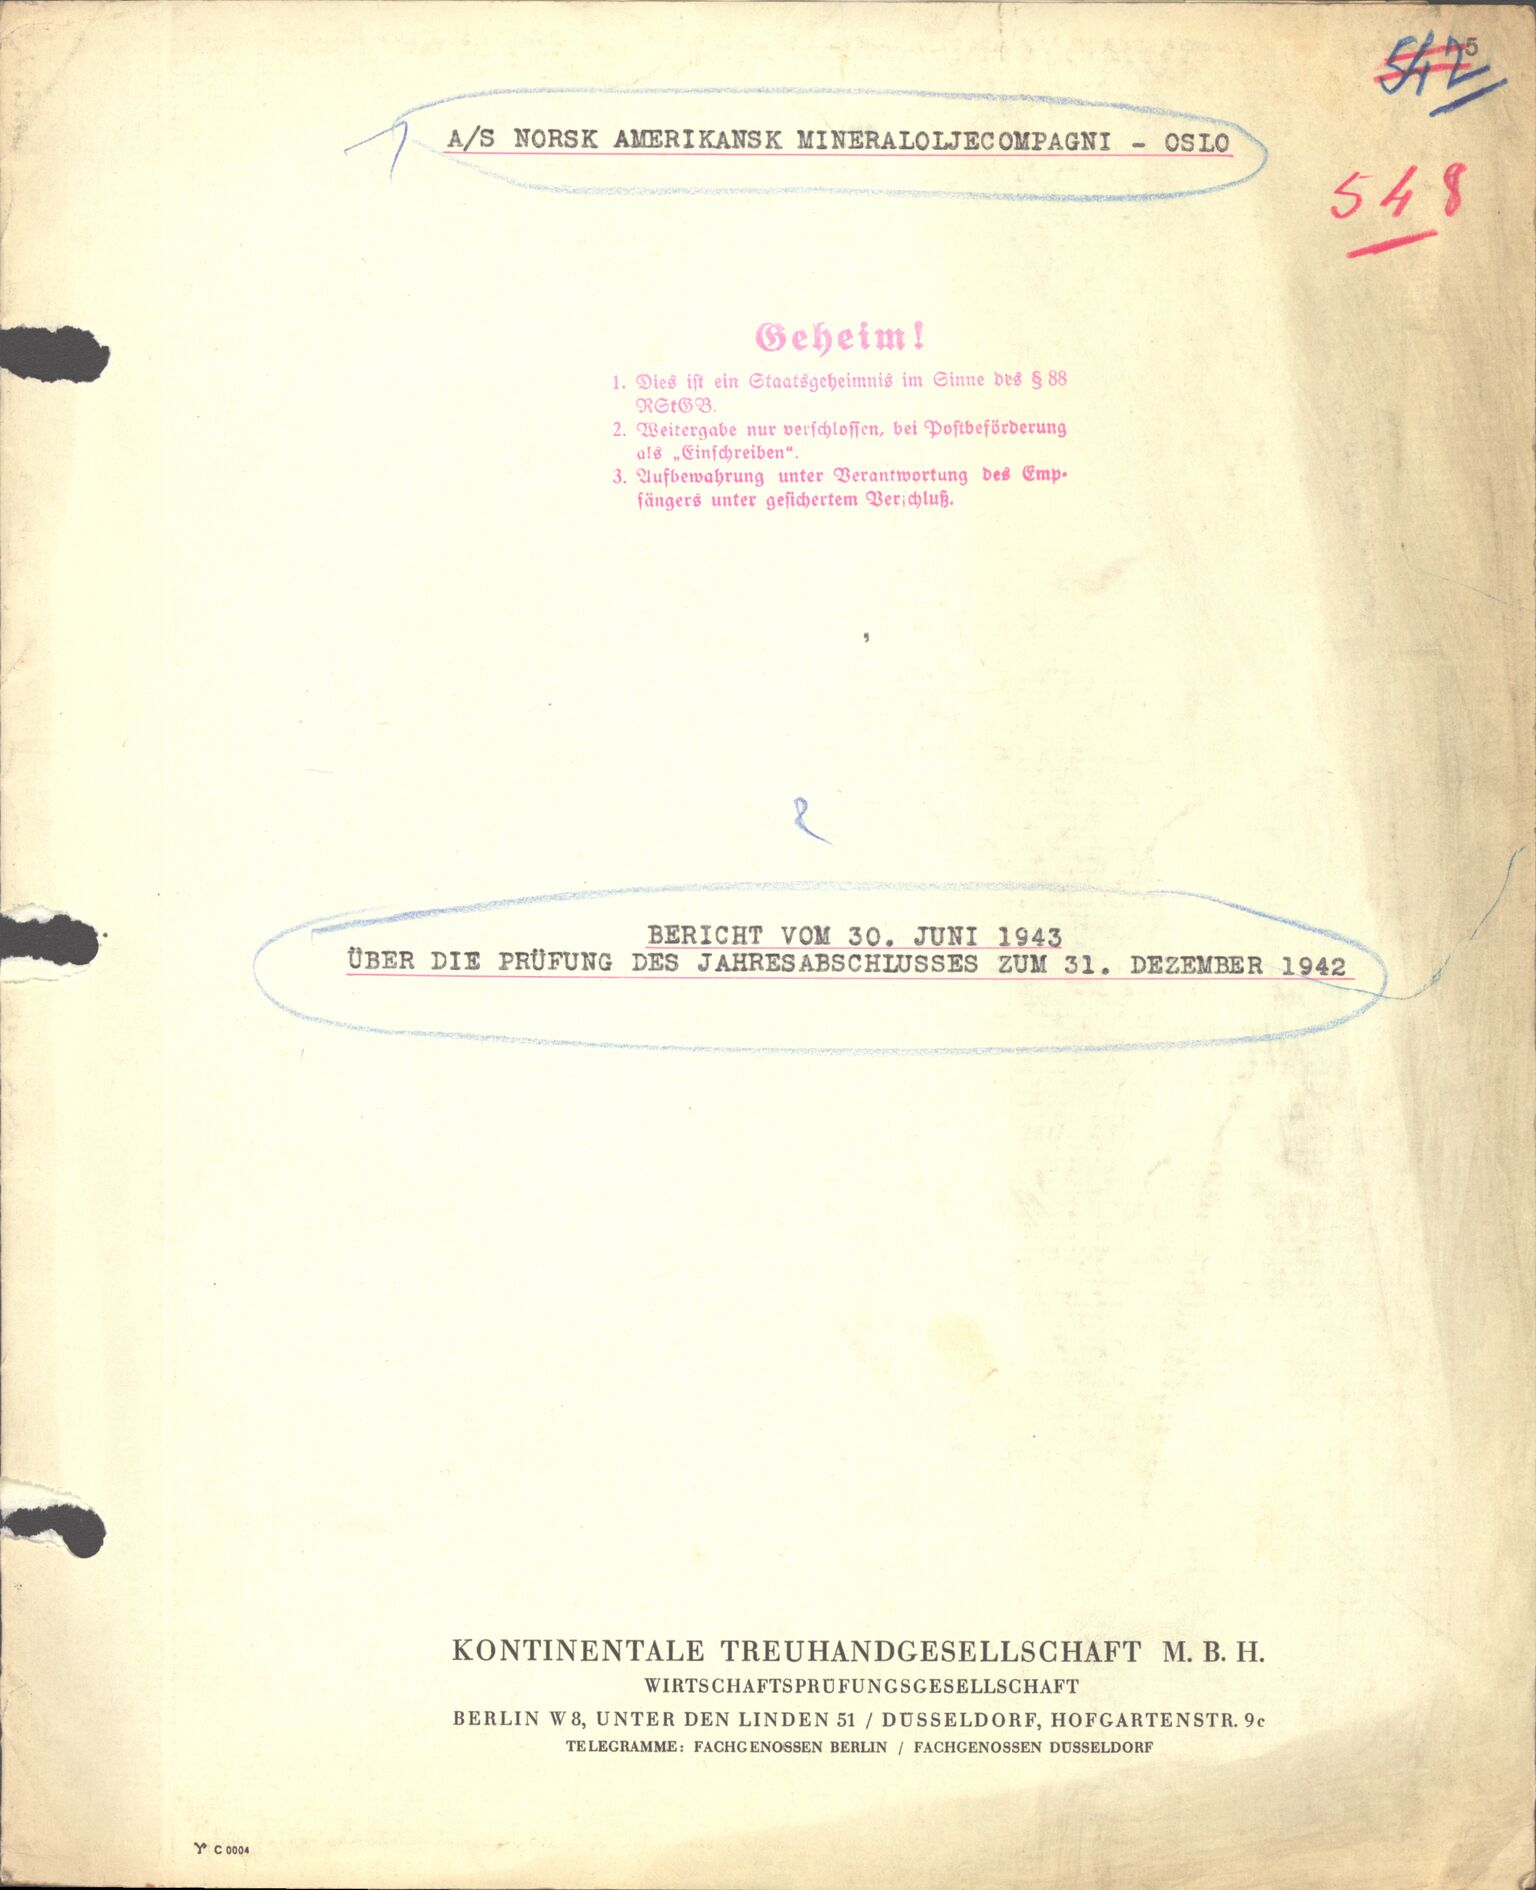 542
5
A/S NORSK AMERIKANSK MINERALOLJECOMPAGNI - OSLO
548
Geheim!
1. Dies ist ein Staatsgeheimnis im Sinne des § 88
RStGB.
2. Weitergabe nur verschlossen, bei Postbeförderung
als „Einschreiben“.
3. Aufbewahrung unter Verantwortung des Emp-
fängers unter gesichertem Verschluß.
BERICHT VOM 30. JUNI 1943
ÜBER DIE PRÜFUNG DES JAHRESABSCHLUSSES ZUM 31. DEZEMBER 1942
KONTINENTALE TREUHANDGESELLSCHAFT M. B. H.
WIRTSCHAFTSPRÜFUNGSGESELLSCHAFT
BERLIN W 8, UNTER DEN LINDEN 51 / DÜSSELDORF, HOFGARTENSTR. 9c
TELEGRAMME: FACHGENOSSEN BERLIN / FACHGENOSSEN DÜSSELDORF
C 0004